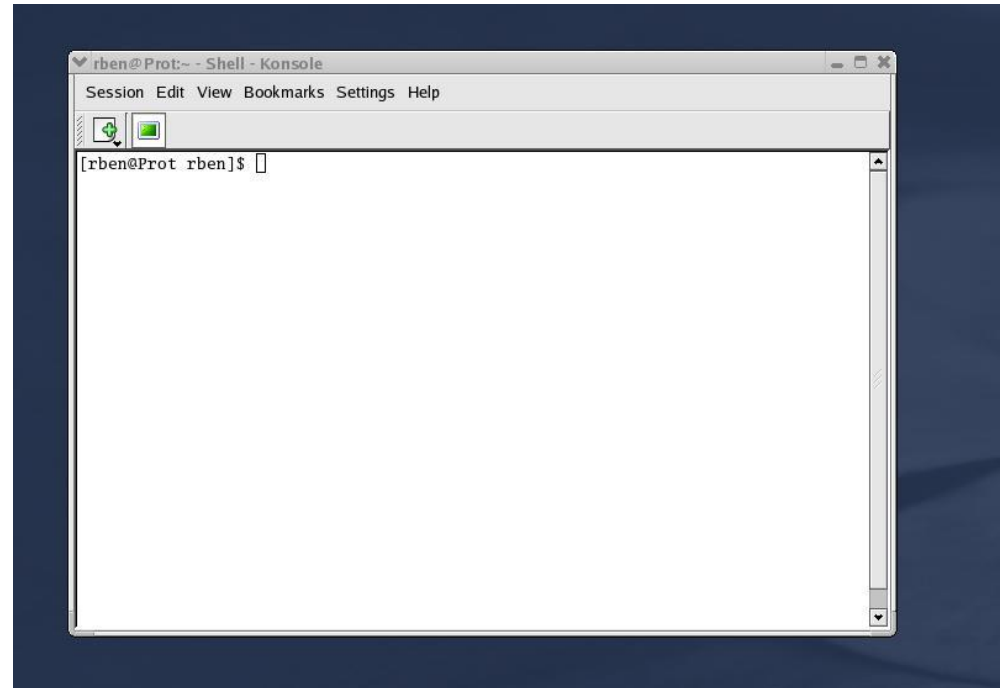 rben@Prot:~ - Shell - Konsole
Session Edit View Bookmarks Settings Help
[rben@Prot rben]$